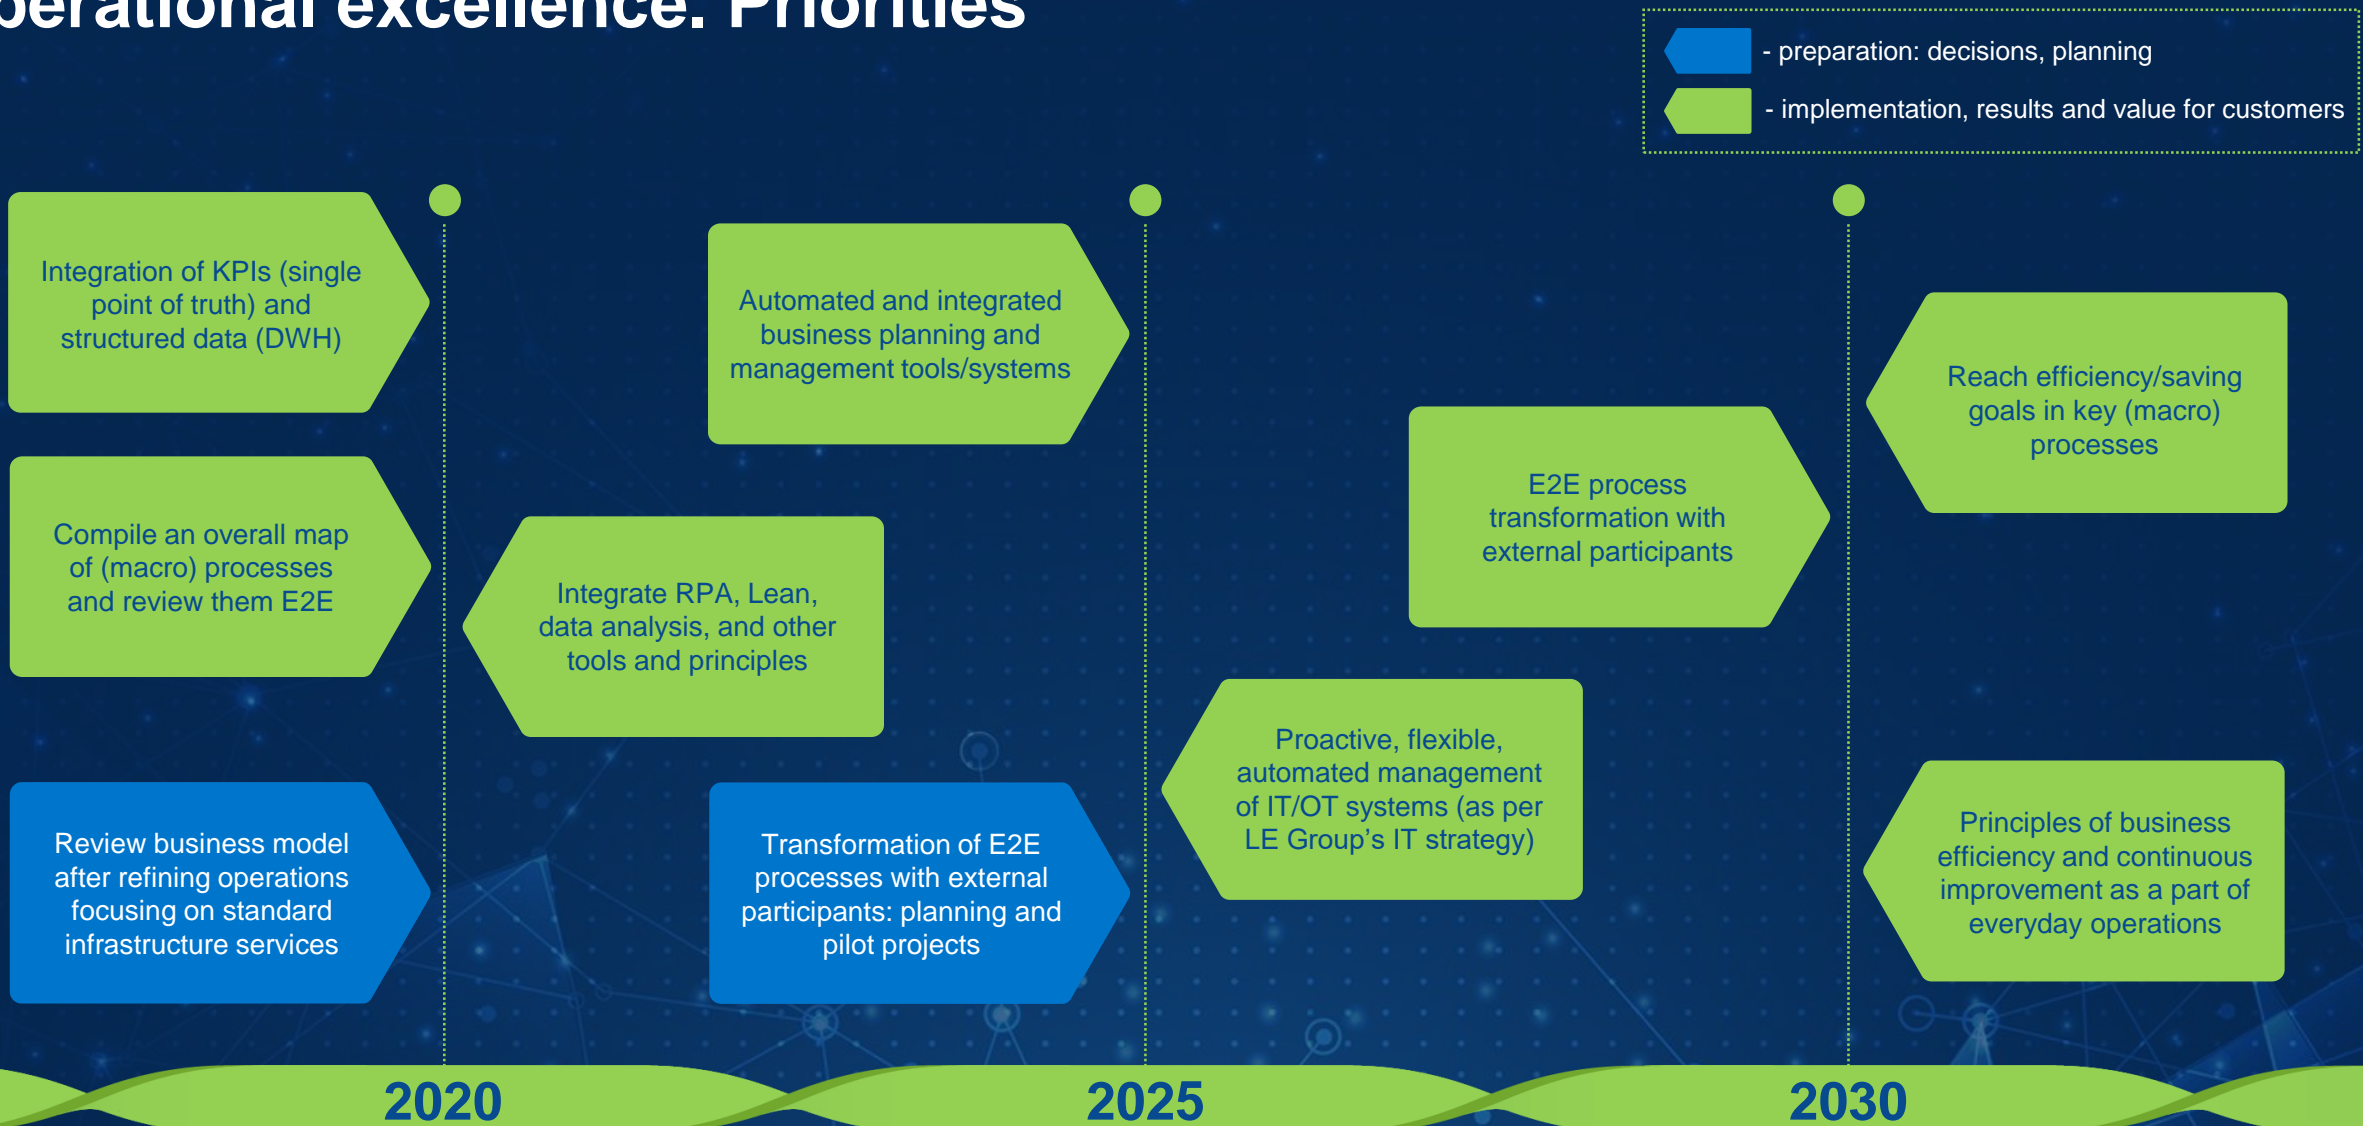 perational excellence. Priorities
- preparation: decisions, planning
- implementation, results and value for customers
Integration of KPIs (single
point of truth) and
structured data (DWH)
Compile an overall map
of (macro) processes
and review them E2E
Review business model
after refining operations
focusing on standard
infrastructure services
Integrate RPA, Lean,
data analysis, and other
tools and principles
Automated and integrated
business planning and
management tools/systems
Transformation of E2E
processes with external
participants: planning and
pilot projects
Proactive, flexible,
automated management
of IT/OT systems (as per
LE Group's IT strategy)
E2E process
transformation with
external participants
Reach efficiency/saving
goals in key (macro)
processes
Principles of business
efficiency and continuous
improvement as a part of
everyday operations
2020
2025
2030